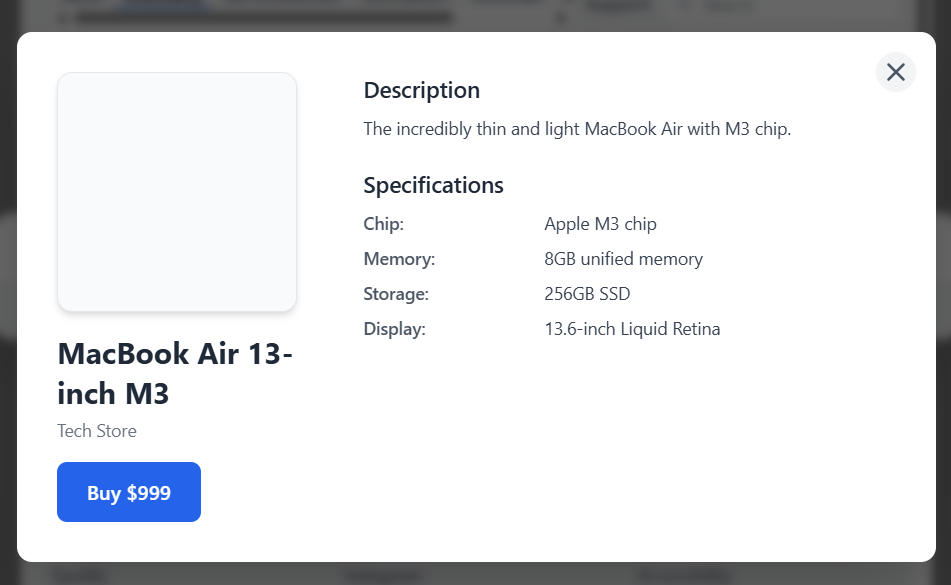 Description
The incredibly thin and light MacBook Air with M3 chip.
Specifications
Chip: Apple M3 chip
Memory: 8GB unified memory
Storage: 256GB SSD
Display: 13.6-inch Liquid Retina
MacBook Air 13-
inch M3
Tech Store
Buy $999